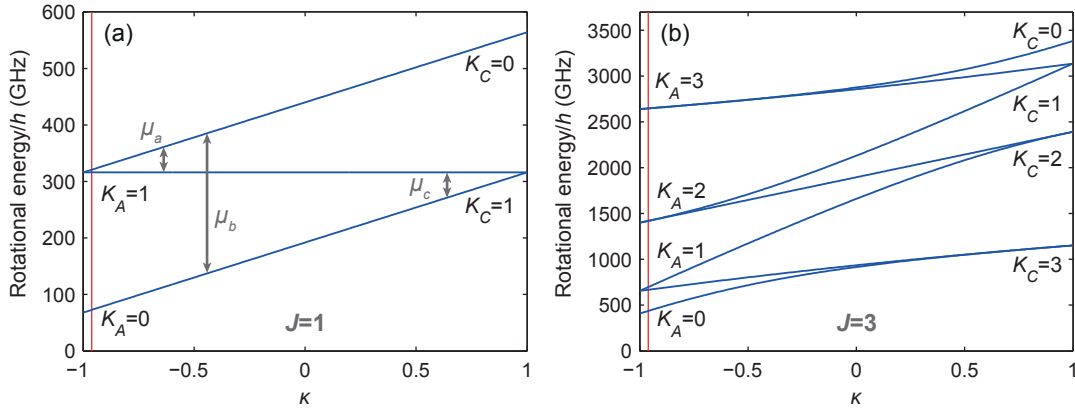 (a)
Rotational energy/h (GHz)
600
500
400
300
200
100
0
K_C=0
μ_a
K_A=1
μ_c
K_C=1
μ_b
K_A=0
J=1
−1
−0.5
0
0.5
1
κ
(b)
Rotational energy/h (GHz)
3500
3000
2500
2000
1500
1000
500
0
K_C=0
K_A=3
K_C=1
K_C=2
K_A=2
K_A=1
K_C=3
K_A=0
J=3
−1
−0.5
0
0.5
1
κ